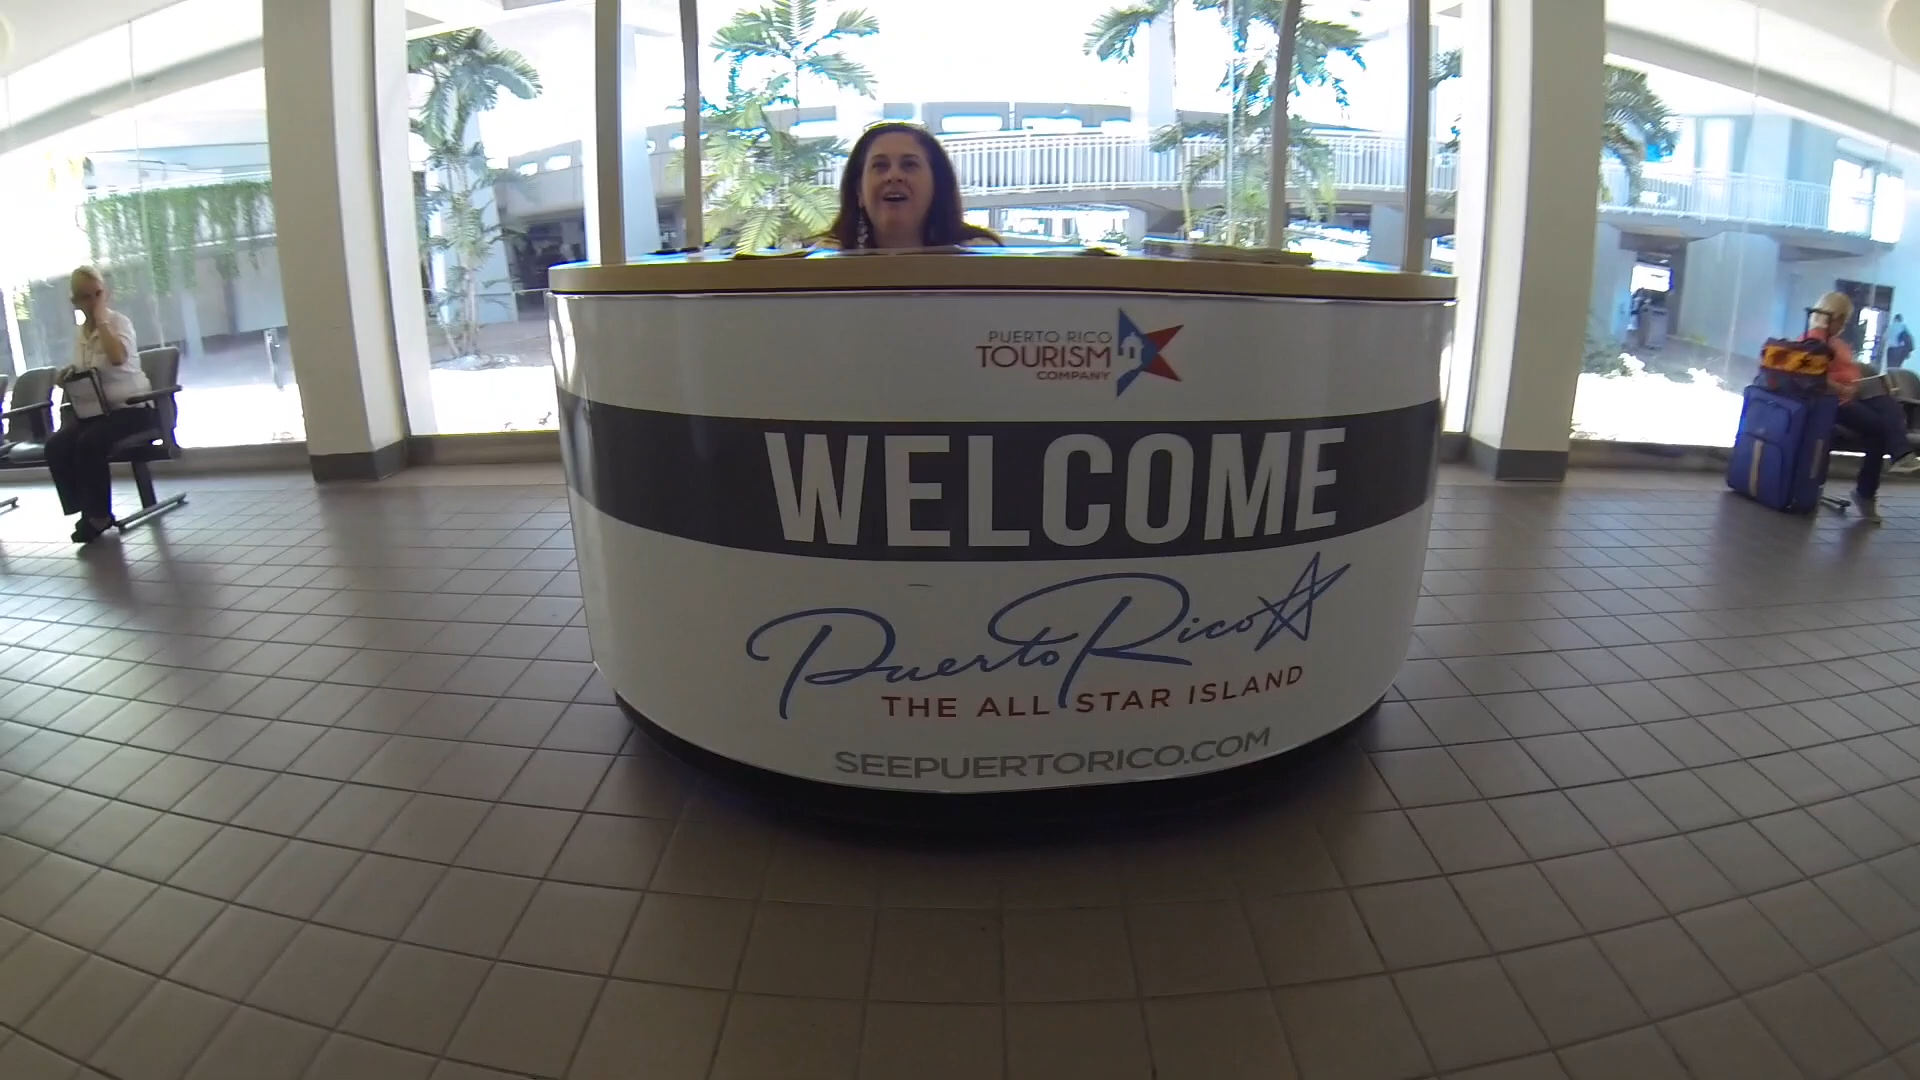 PUERTO RICO
TOURISM
COMPANY
WELCOME
Puerto Rico
THE ALL STAR ISLAND
SEEPUERTORICO.COM